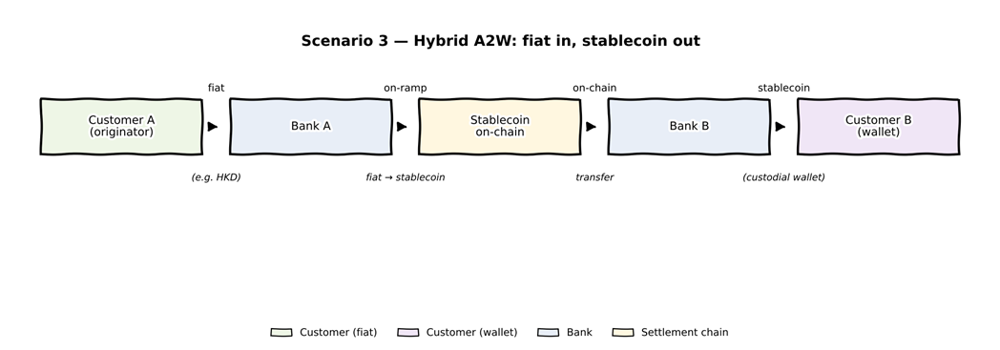 Scenario 3 — Hybrid A2W: fiat in, stablecoin out
fiat
on-ramp
on-chain
stablecoin
Customer A
(originator)
Bank A
Stablecoin
on-chain
Bank B
Customer B
(wallet)
(e.g. HKD)
fiat → stablecoin
transfer
(custodial wallet)
Customer (fiat)
Customer (wallet)
Bank
Settlement chain